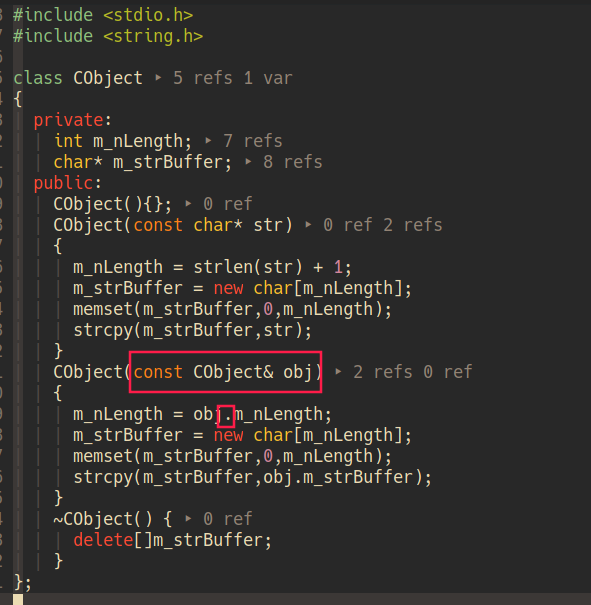 #include <stdio.h>
#include <string.h>
class CObject ‣ 5 refs 1 var
{
private:
int m_nLength; ‣ 7 refs
char* m_strBuffer; ‣ 8 refs
public:
CObject(){}; ‣ 0 ref
CObject(const char* str) ‣ 0 ref 2 refs
{
m_nLength = strlen(str) + 1;
m_strBuffer = new char[m_nLength];
memset(m_strBuffer,0,m_nLength);
strcpy(m_strBuffer,str);
}
CObject(const CObject& obj) ‣ 2 refs 0 ref
{
m_nLength = obj.m_nLength;
m_strBuffer = new char[m_nLength];
memset(m_strBuffer,0,m_nLength);
strcpy(m_strBuffer,obj.m_strBuffer);
}
~CObject() { ‣ 0 ref
delete[]m_strBuffer;
}
};